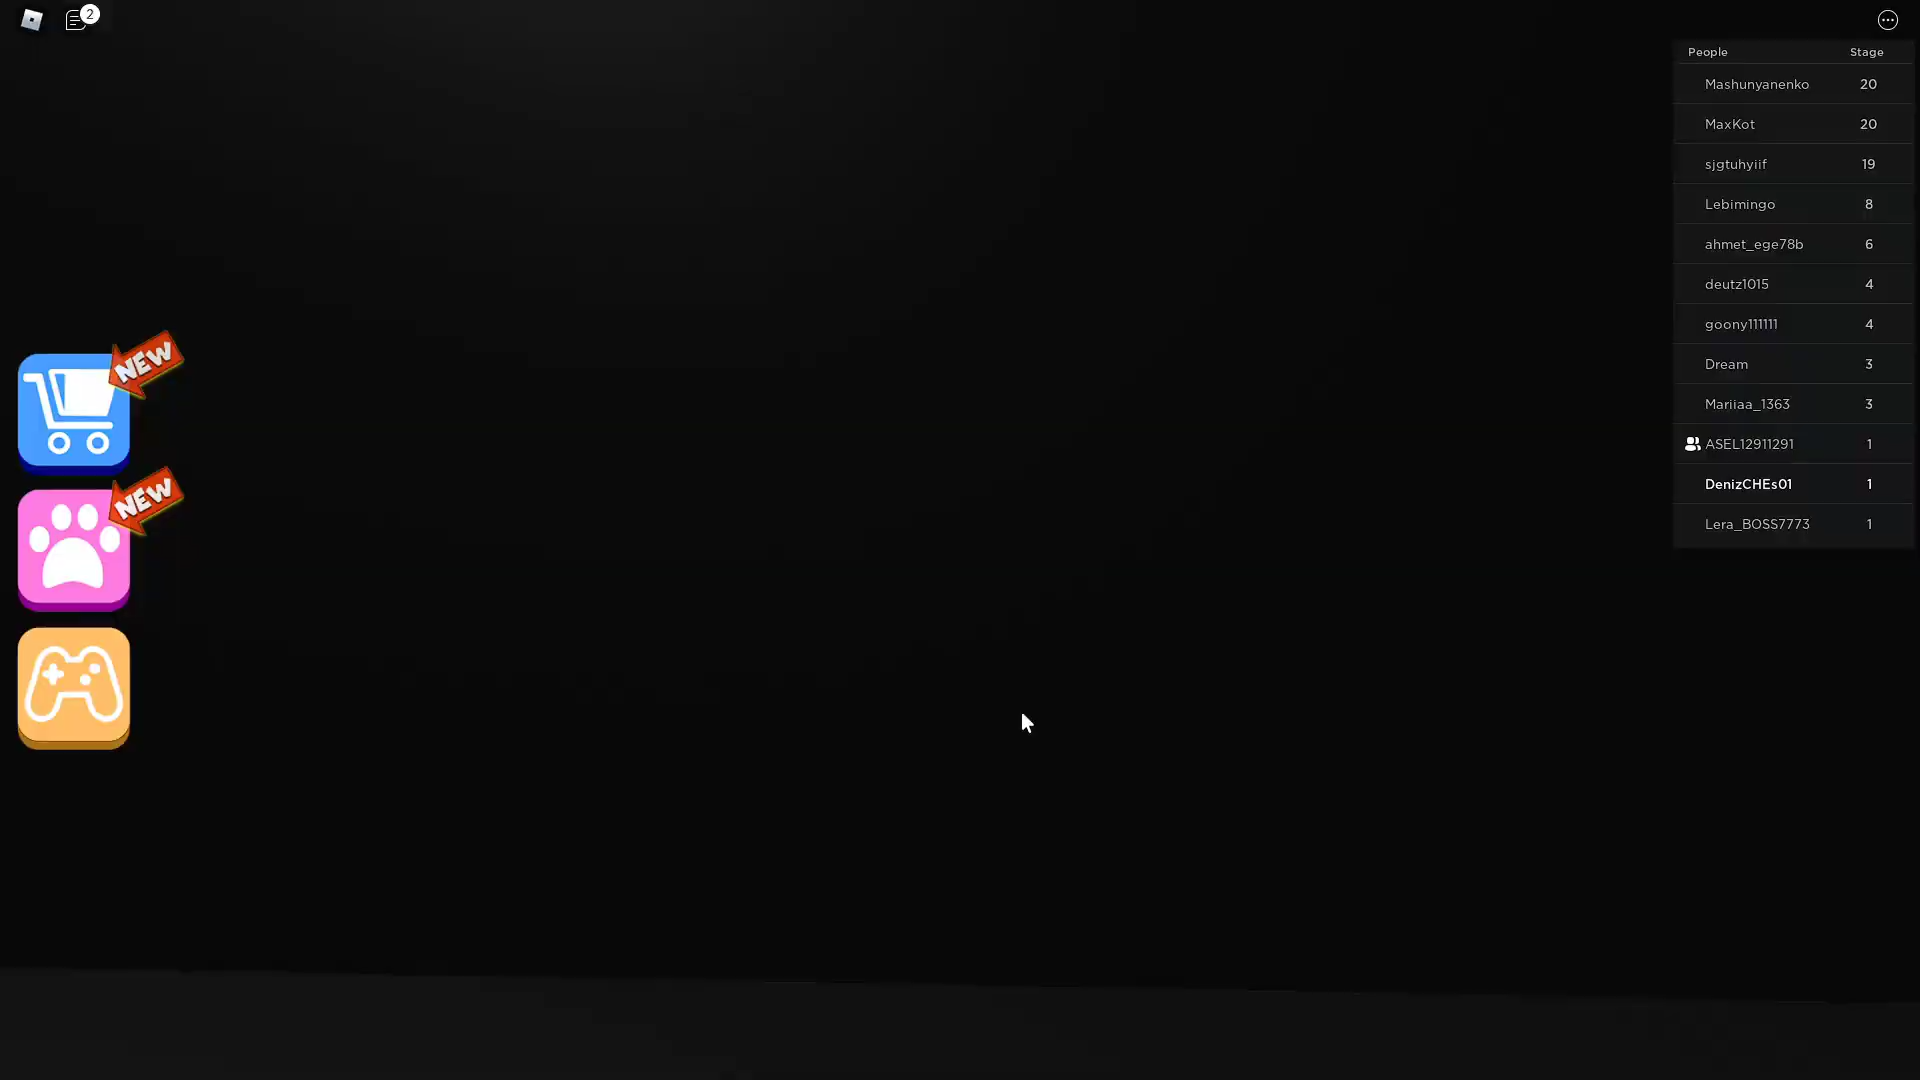 2
People Stage
Mashunyanenko 20
MaxKot 20
sjgtuhyiif 19
Lebimingo 8
ahmet_ege78b 6
deutz1015 4
goony111111 4
Dream 3
Mariiaa_1363 3
ASEL12911291 1
DenizCHEs01 1
Lera_BOSS7773 1
NEW
NEW